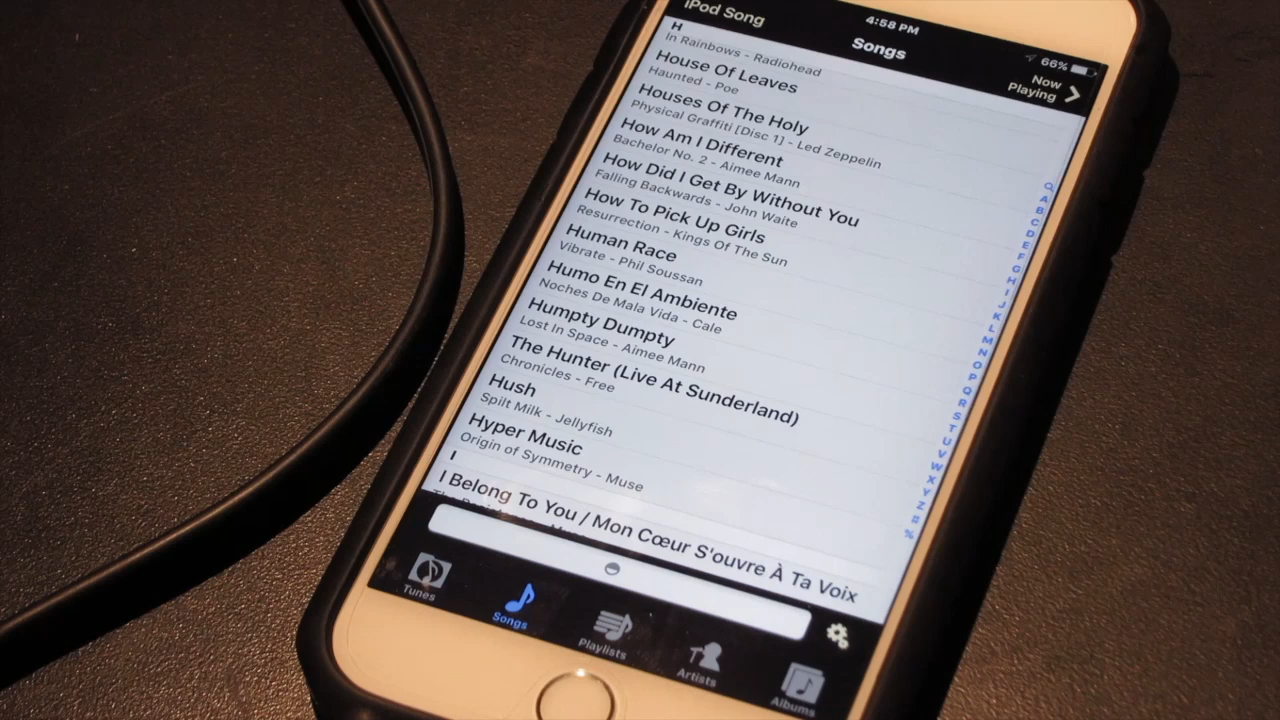 iPod Song
4:58 PM
66%
Songs
Now
Playing
H
In Rainbows - Radiohead
House Of Leaves
Haunted - Poe
Houses Of The Holy
Physical Graffiti [Disc 1] - Led Zeppelin
How Am I Different
Bachelor No. 2 - Aimee Mann
How Did I Get By Without You
Falling Backwards - John Waite
How To Pick Up Girls
Resurrection - Kings Of The Sun
Human Race
Vibrate - Phil Soussan
Humo En El Ambiente
Noches De Mala Vida - Cale
Humpty Dumpty
Lost In Space - Aimee Mann
The Hunter (Live At Sunderland)
Chronicles - Free
Hush
Spilt Milk - Jellyfish
Hyper Music
Origin of Symmetry - Muse
I
I Belong To You / Mon Cœur S'ouvre À Ta Voix
A
B
C
D
E
F
G
H
I
J
K
L
M
N
O
P
Q
R
S
T
U
V
W
X
Y
Z
Tunes
Songs
Playlists
Artists
Albums